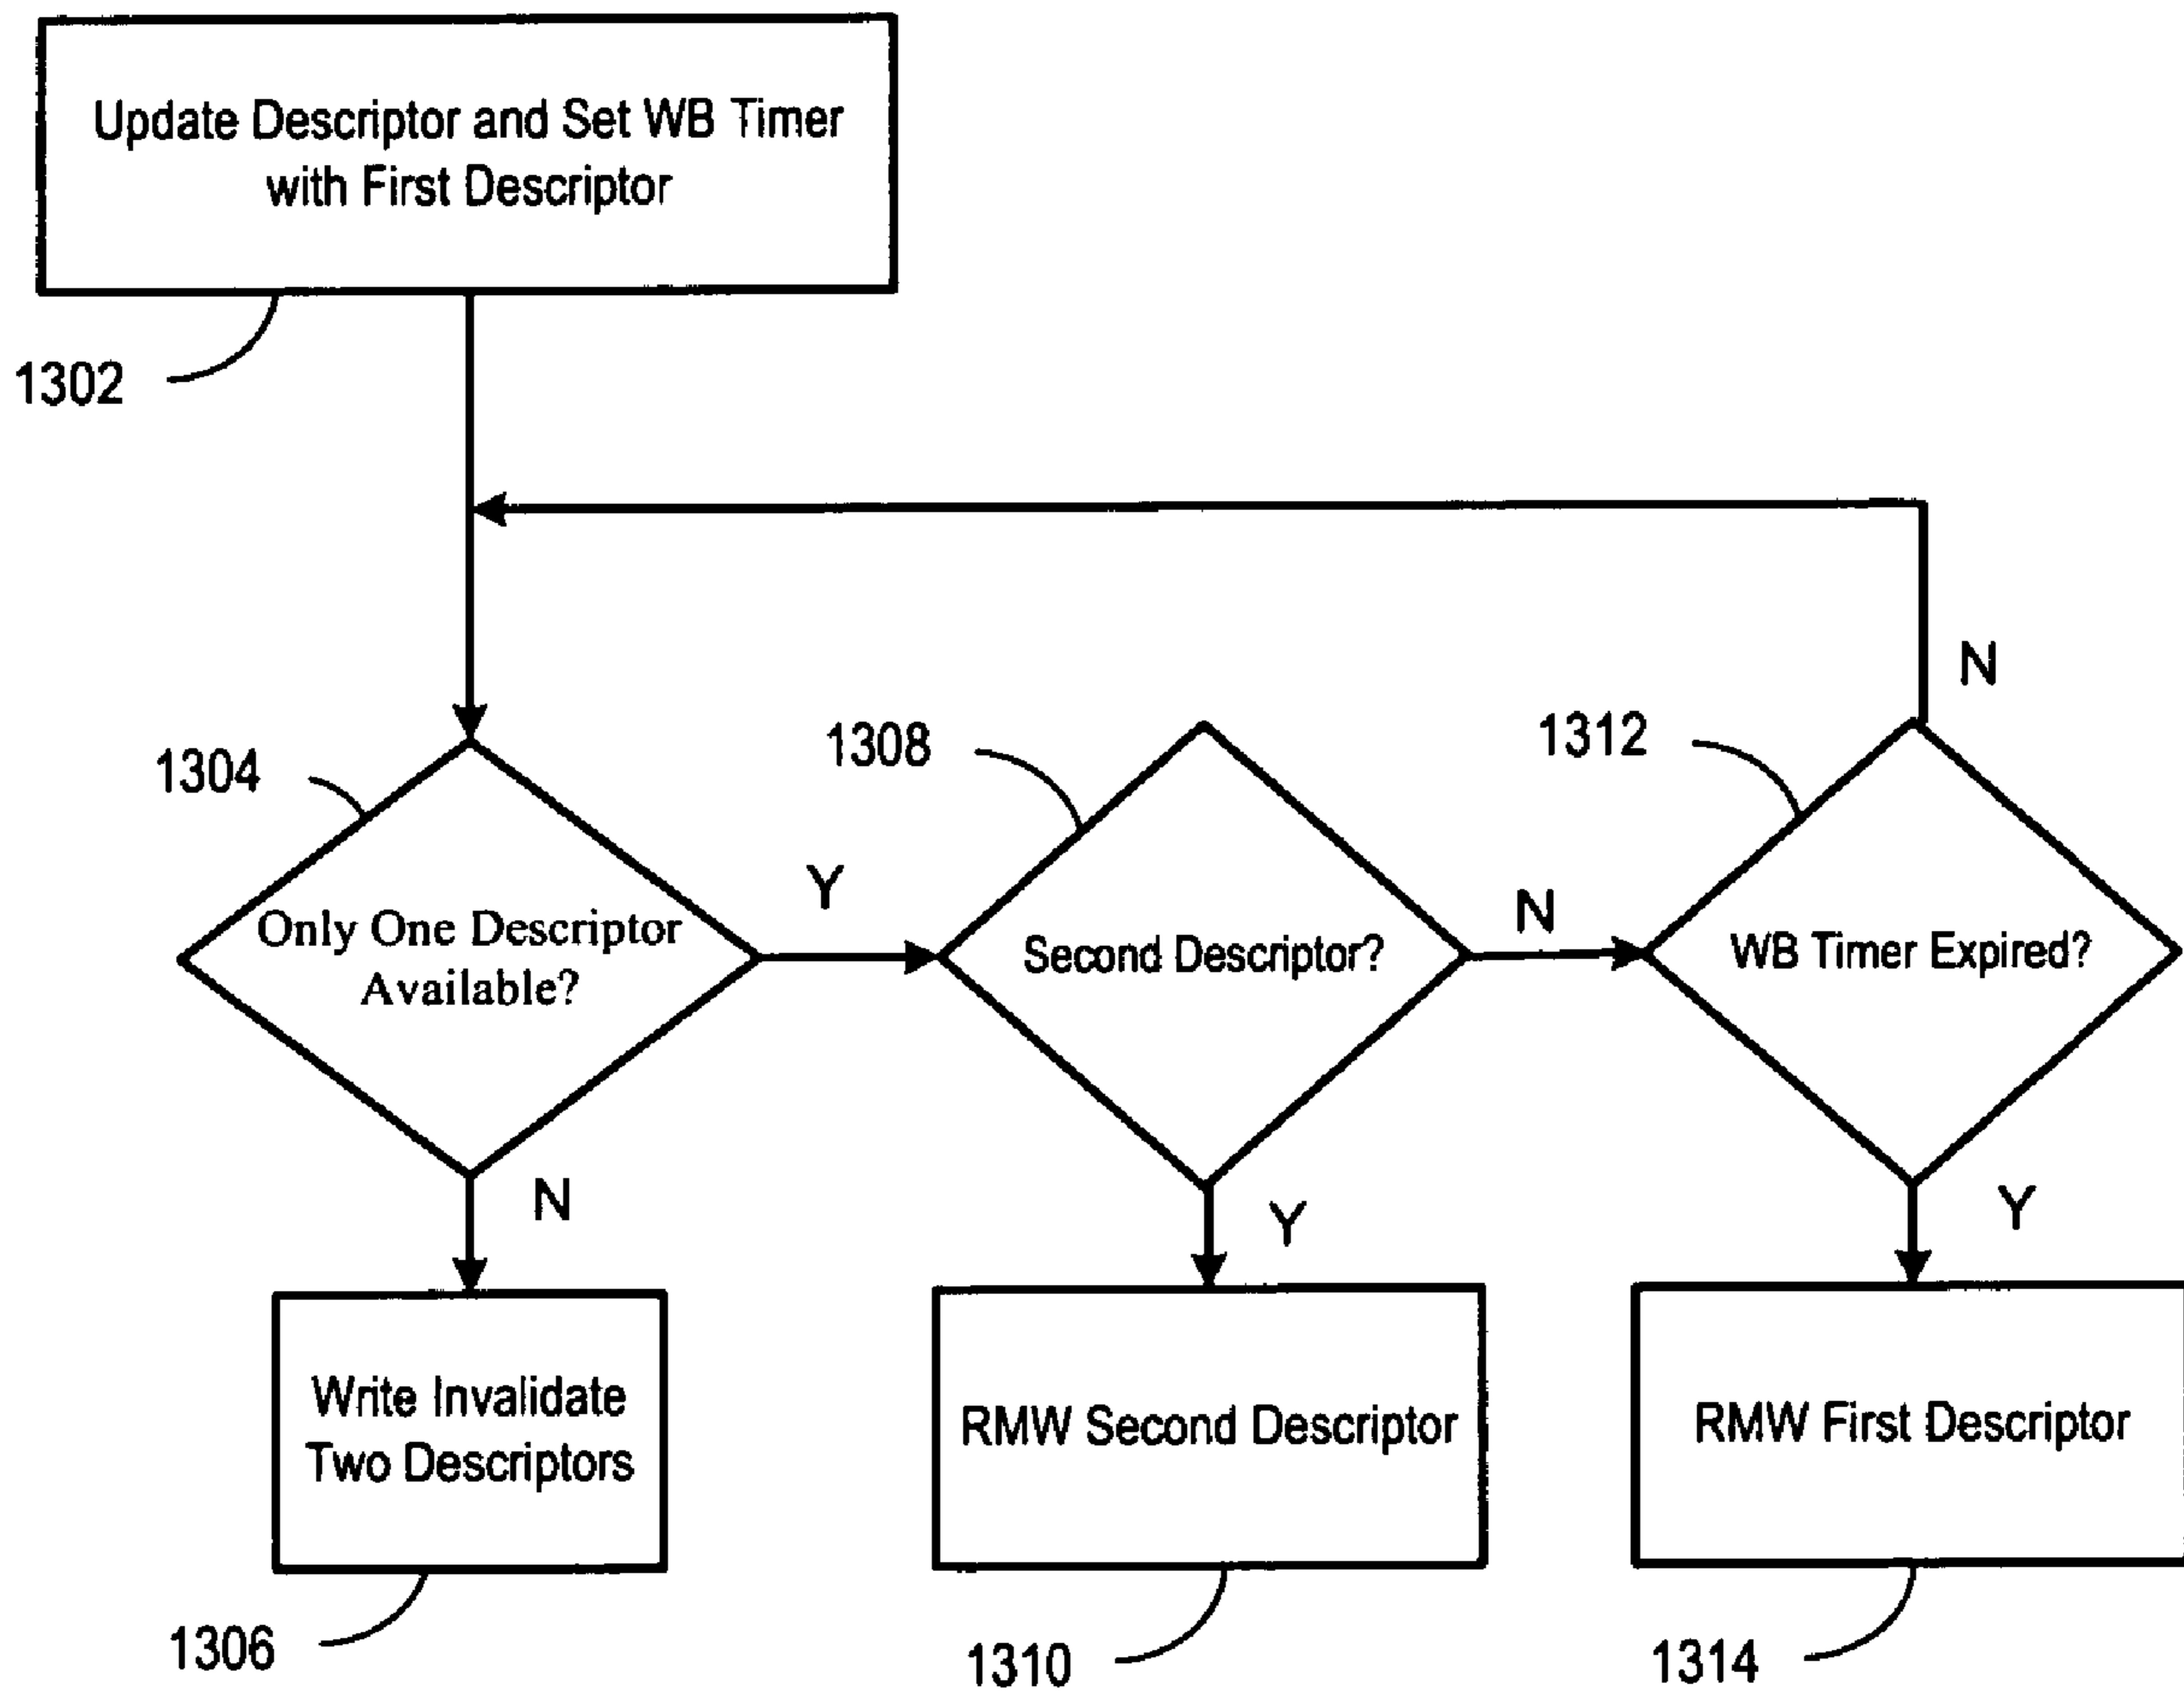 Update Descriptor and Set WB Timer
with First Descriptor
1302
N
1304
1308
1312
Y
N
Only One Descriptor
Available?
Second Descriptor?
WB Timer Expired?
N
Y
Y
Write Invalidate
Two Descriptors
RMW Second Descriptor
RMW First Descriptor
1306
1310
1314